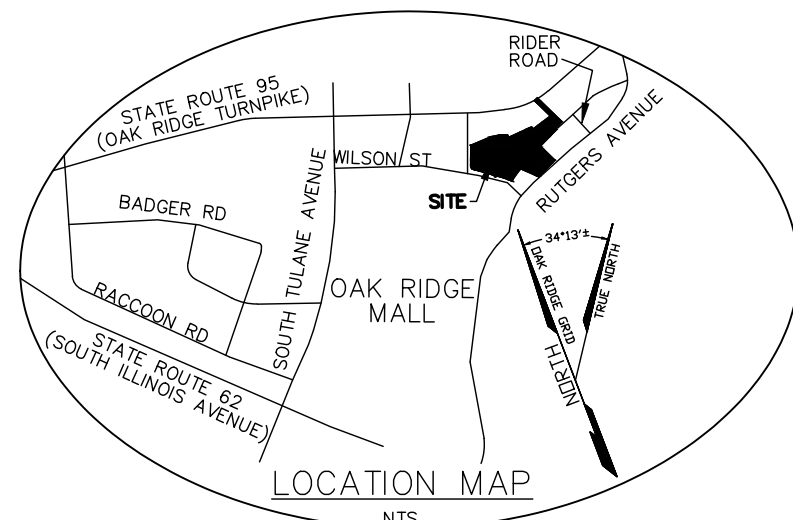 RIDER
ROAD
STATE ROUTE 95
(OAK RIDGE TURNPIKE)
WILSON ST
RUTGERS AVENUE
SITE
BADGER RD
SOUTH TULANE AVENUE
34°13'±
OAK RIDGE GRID
TRUE NORTH
OAK RIDGE
MALL
RACCOON RD
STATE ROUTE 62
(SOUTH ILLINOIS AVENUE)
NORTH
LOCATION MAP
NTS